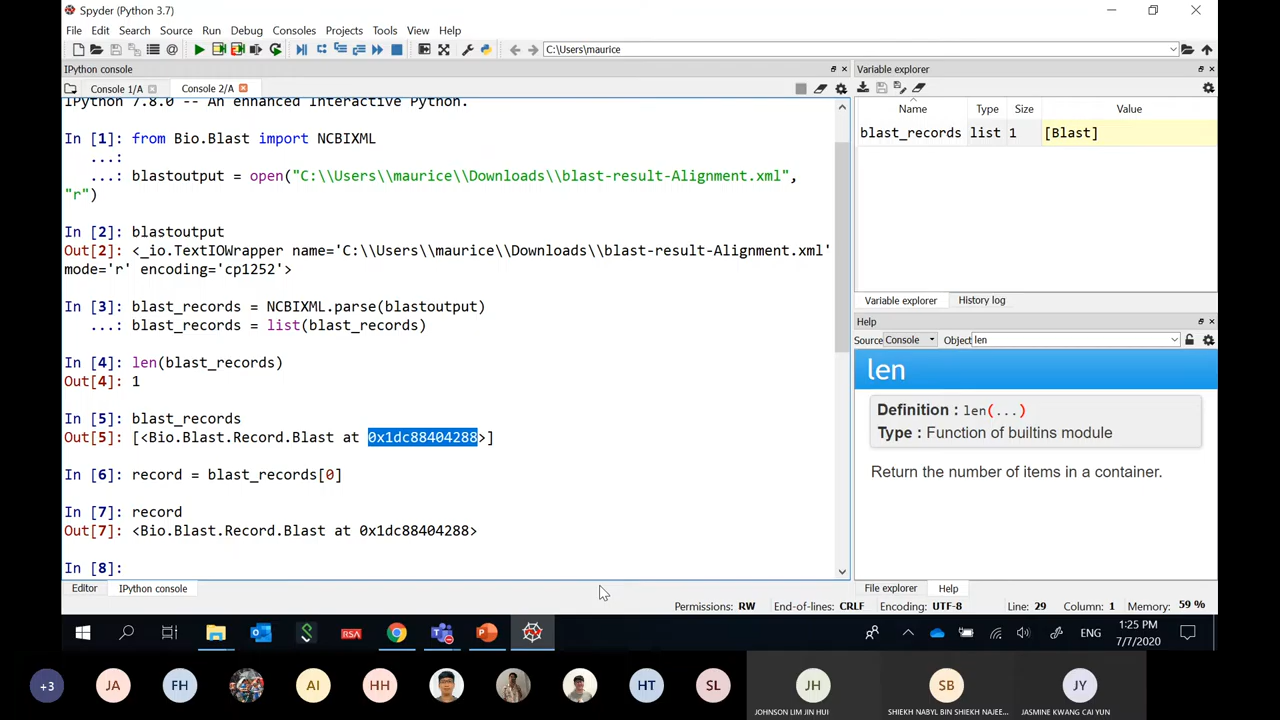 Spyder (Python 3.7)
File Edit Search Source Run Debug Consoles Projects Tools View Help
C:\Users\maurice
IPython console
Console 1/A
Console 2/A
IPython 7.8.0 -- An enhanced Interactive Python.
In [1]: from Bio.Blast import NCBIXML
...:
...: blastoutput = open("C:\\Users\\maurice\\Downloads\\blast-result-Alignment.xml",
"r")
In [2]: blastoutput
Out[2]: <_io.TextIOWrapper name='C:\\Users\\maurice\\Downloads\\blast-result-Alignment.xml'
mode='r' encoding='cp1252'>
In [3]: blast_records = NCBIXML.parse(blastoutput)
...: blast_records = list(blast_records)
In [4]: len(blast_records)
Out[4]: 1
In [5]: blast_records
Out[5]: [<Bio.Blast.Record.Blast at 0x1dc88404288>]
In [6]: record = blast_records[0]
In [7]: record
Out[7]: <Bio.Blast.Record.Blast at 0x1dc88404288>
In [8]:
Editor
IPython console
Variable explorer
Name Type Size Value
blast_records list 1 [Blast]
Variable explorer
History log
Help
Source Console Object len
len
Definition : len(...)
Type : Function of builtins module
Return the number of items in a container.
File explorer
Help
Permissions: RW End-of-lines: CRLF Encoding: UTF-8 Line: 29 Column: 1 Memory: 59 %
RSA
ENG
1:25 PM
7/7/2020
+3 JA FH AI HH HT SL JH SB JY
JOHNSON LIM JIN HUI
SHIEKH NABYL BIN SHIEKH NAJEE...
JASMINE KWANG CAI YUN